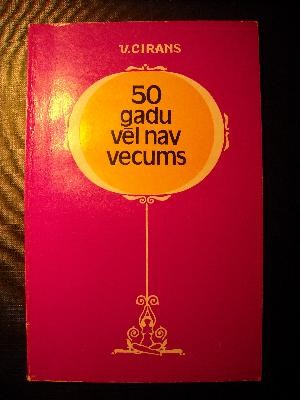 V.CIRANS
50
gadu
vēl nav
vecums